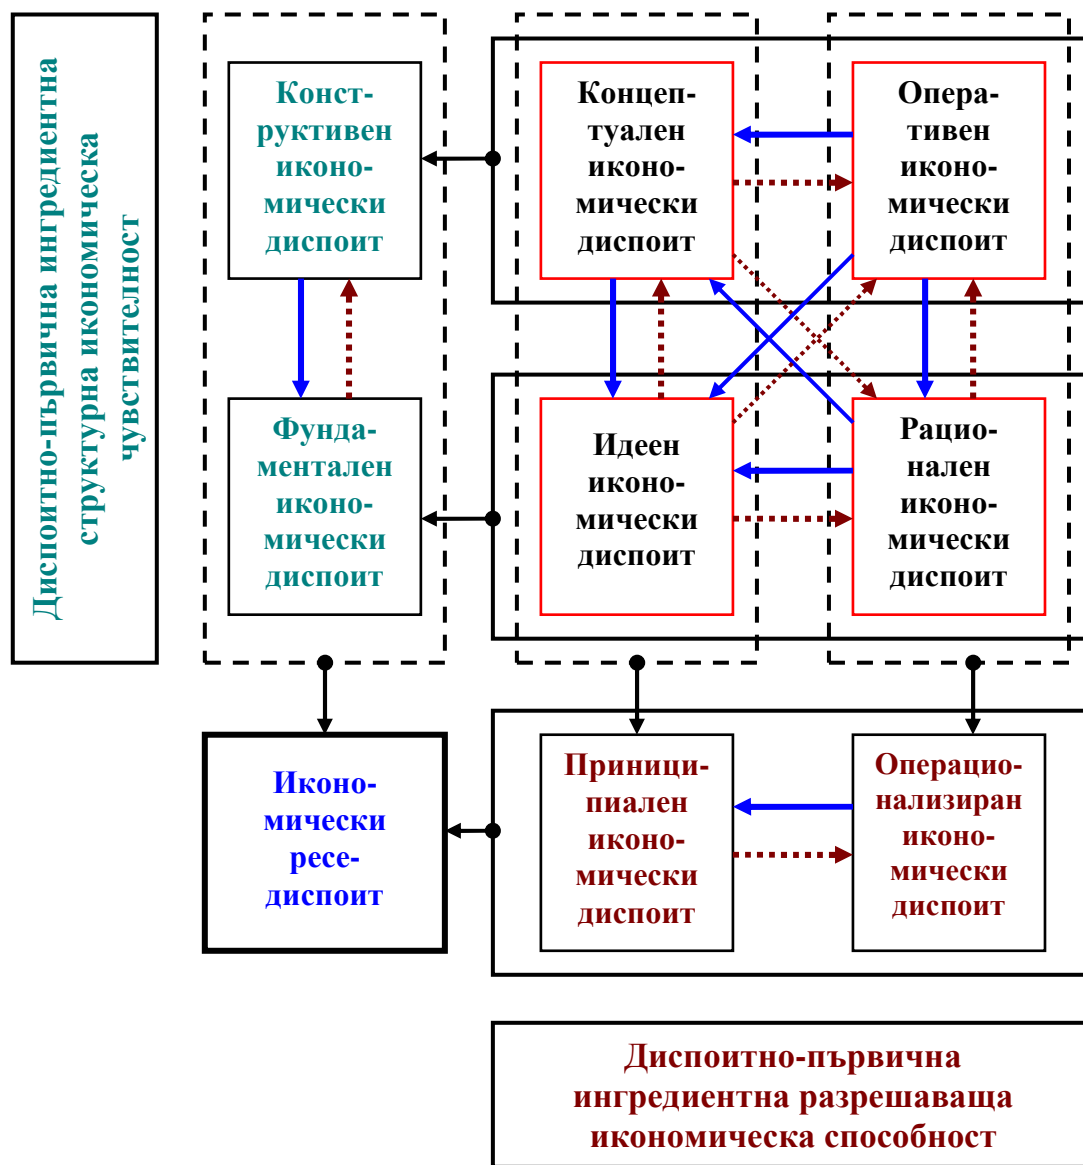 Диспоитно-първична ингредиентна
структурна икономическа
чувствителност
Конст-
руктивен
иконо-
мически
диспоит
Концеп-
туален
иконо-
мически
диспоит
Опера-
тивен
иконо-
мически
диспоит
Фунда-
ментален
иконо-
мически
диспоит
Идеен
иконо-
мически
диспоит
Рацио-
нален
иконо-
мически
диспоит
Иконо-
мически
ресе-
диспоит
Приници-
пиален
иконо-
мически
диспоит
Операцио-
нализиран
иконо-
мически
диспоит
Диспоитно-първична
ингредиентна разрешаваща
икономическа способност